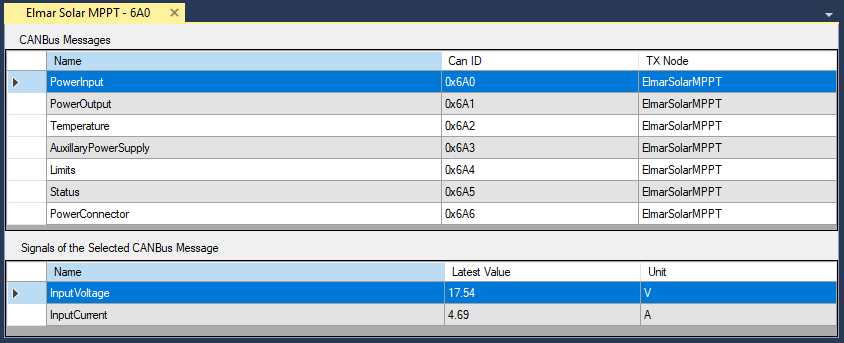 Elmar Solar MPPT - 6A0
CANBus Messages
Name Can ID TX Node
PowerInput 0x6A0 ElmarSolarMPPT
PowerOutput 0x6A1 ElmarSolarMPPT
Temperature 0x6A2 ElmarSolarMPPT
AuxillaryPowerSupply 0x6A3 ElmarSolarMPPT
Limits 0x6A4 ElmarSolarMPPT
Status 0x6A5 ElmarSolarMPPT
PowerConnector 0x6A6 ElmarSolarMPPT
Signals of the Selected CANBus Message
Name Latest Value Unit
InputVoltage 17.54 V
InputCurrent 4.69 A